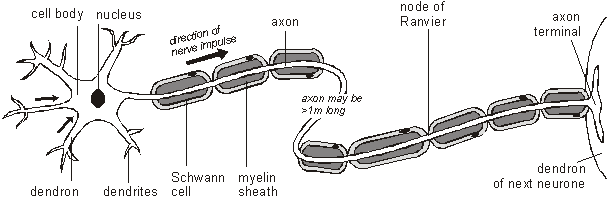 cell body
nucleus
direction of
nerve impulse
axon
node of
Ranvier
axon
terminal
axon may be
>1m long
dendron
dendrites
Schwann
cell
myelin
sheath
dendron
of next neurone